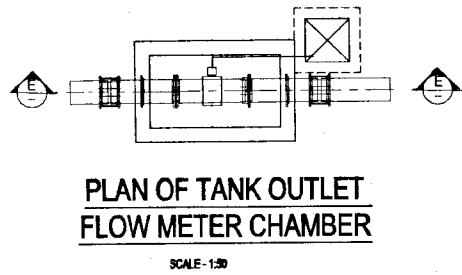 E
E
PLAN OF TANK OUTLET
FLOW METER CHAMBER
SCALE - 1:50